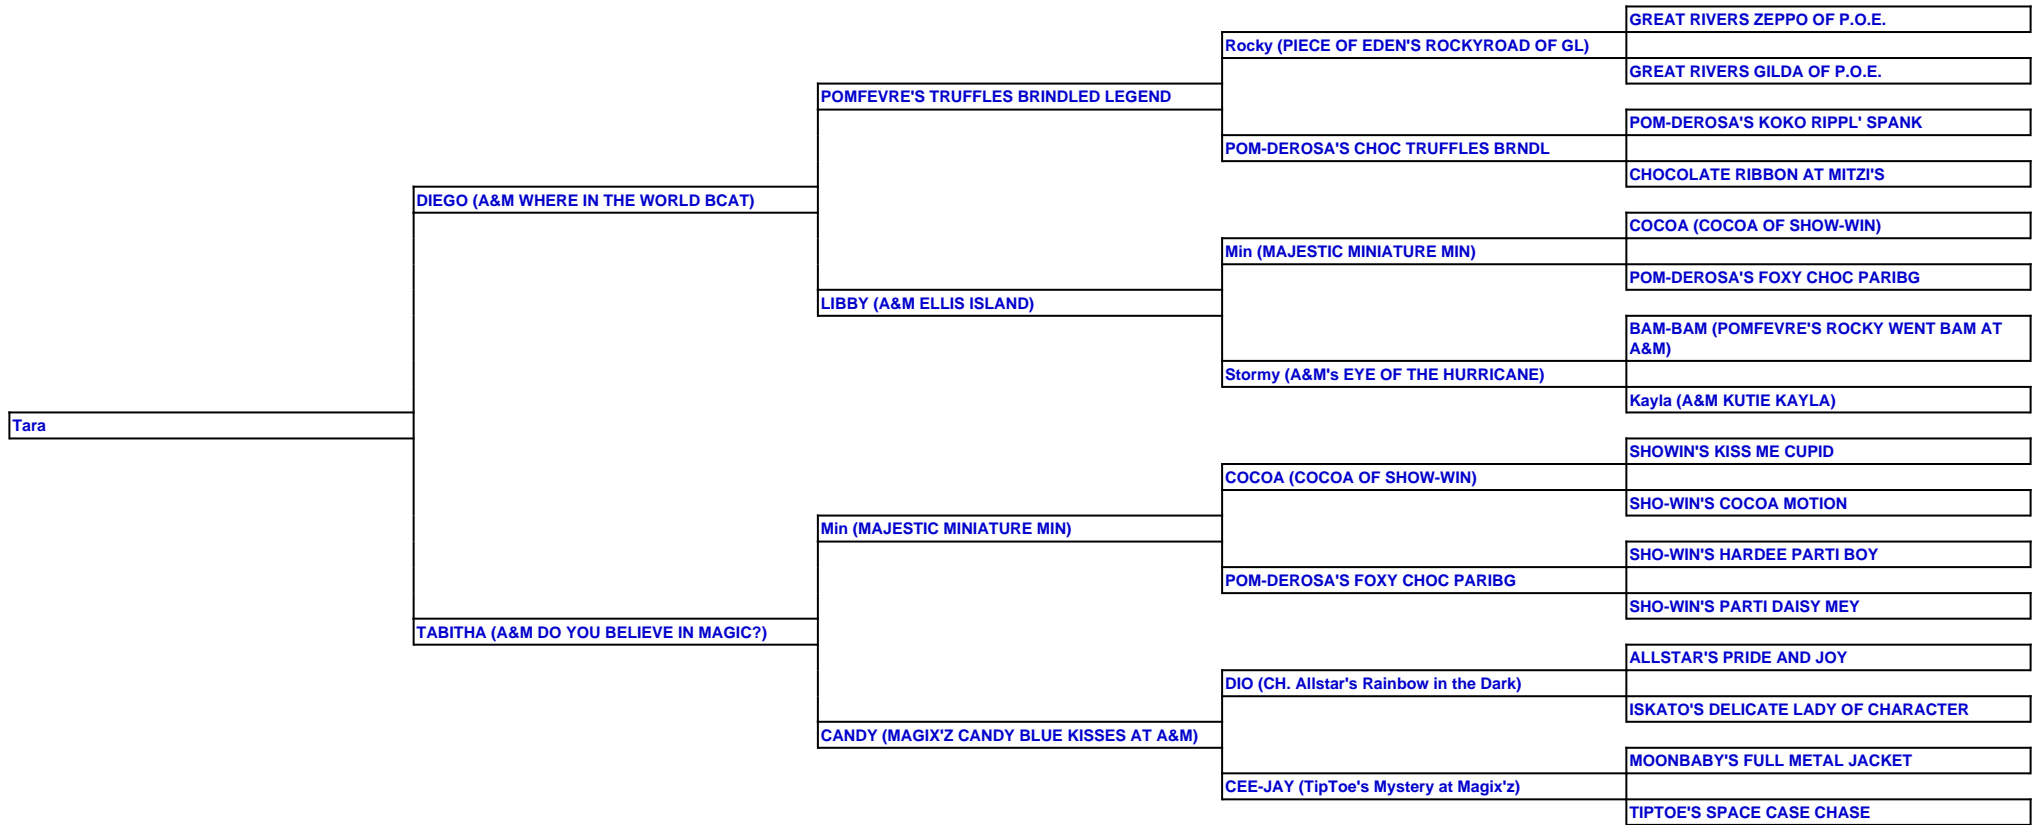 GREAT RIVERS ZEPPO OF P.O.E.
Rocky (PIECE OF EDEN'S ROCKYROAD OF GL)
GREAT RIVERS GILDA OF P.O.E.
POMFEVRE'S TRUFFLES BRINDLED LEGEND
POM-DEROSA'S KOKO RIPPL' SPANK
POM-DEROSA'S CHOC TRUFFLES BRNDL
CHOCOLATE RIBBON AT MITZI'S
DIEGO (A&M WHERE IN THE WORLD BCAT)
COCOA (COCOA OF SHOW-WIN)
Min (MAJESTIC MINIATURE MIN)
POM-DEROSA'S FOXY CHOC PARIBG
LIBBY (A&M ELLIS ISLAND)
BAM-BAM (POMFEVRE'S ROCKY WENT BAM AT
A&M)
Stormy (A&M's EYE OF THE HURRICANE)
Kayla (A&M KUTIE KAYLA)
Tara
SHOWIN'S KISS ME CUPID
COCOA (COCOA OF SHOW-WIN)
SHO-WIN'S COCOA MOTION
Min (MAJESTIC MINIATURE MIN)
SHO-WIN'S HARDEE PARTI BOY
POM-DEROSA'S FOXY CHOC PARIBG
SHO-WIN'S PARTI DAISY MEY
TABITHA (A&M DO YOU BELIEVE IN MAGIC?)
ALLSTAR'S PRIDE AND JOY
DIO (CH. Allstar's Rainbow in the Dark)
ISKATO'S DELICATE LADY OF CHARACTER
CANDY (MAGIX'Z CANDY BLUE KISSES AT A&M)
MOONBABY'S FULL METAL JACKET
CEE-JAY (TipToe's Mystery at Magix'z)
TIPTOE'S SPACE CASE CHASE